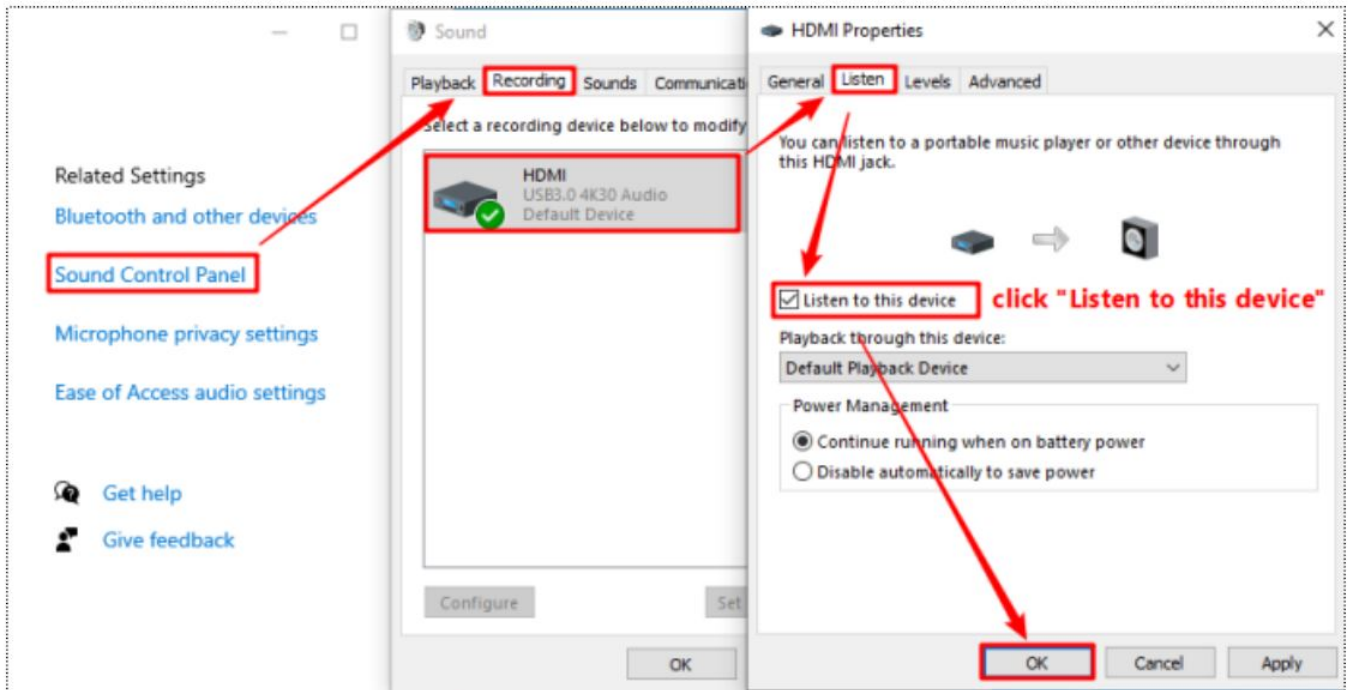 Related Settings
Bluetooth and other devices
Sound Control Panel
Microphone privacy settings
Ease of Access audio settings
Get help
Give feedback
Sound
Playback Recording Sounds Communicati
Select a recording device below to modify
HDMI
USB3.0 4K30 Audio
Default Device
Configure
Set
OK
HDMI Properties
General Listen Levels Advanced
You can listen to a portable music player or other device through
this HDMI jack.
Listen to this device
click "Listen to this device"
Playback through this device:
Default Playback Device
Power Management
Continue running when on battery power
Disable automatically to save power
OK Cancel Apply